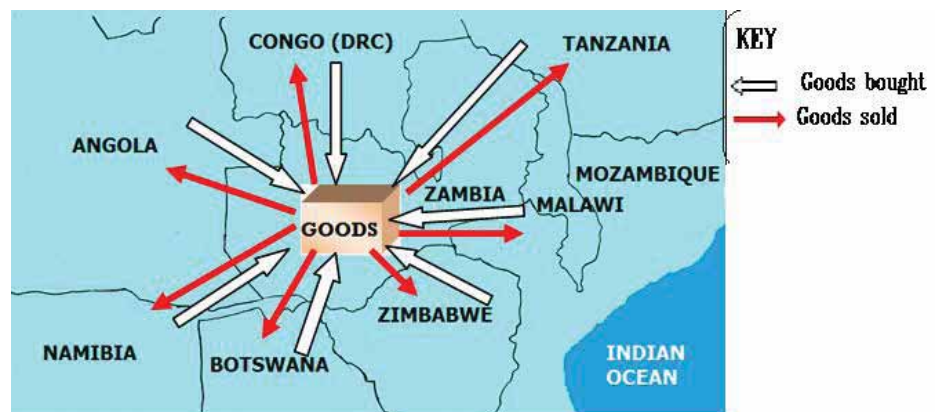 CONGO (DRC)
TANZANIA
KEY
Goods bought
Goods sold
ANGOLA
MOZAMBIQUE
ZAMBIA
MALAWI
GOODS
ZIMBABWE
NAMIBIA
BOTSWANA
INDIAN
OCEAN